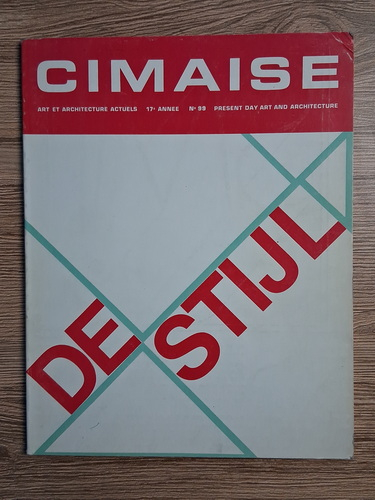 CIMAISE
ART ET ARCHITECTURE ACTUELS 17e ANNEE No 99 PRESENT DAY ART AND ARCHITECTURE
DE STIJL